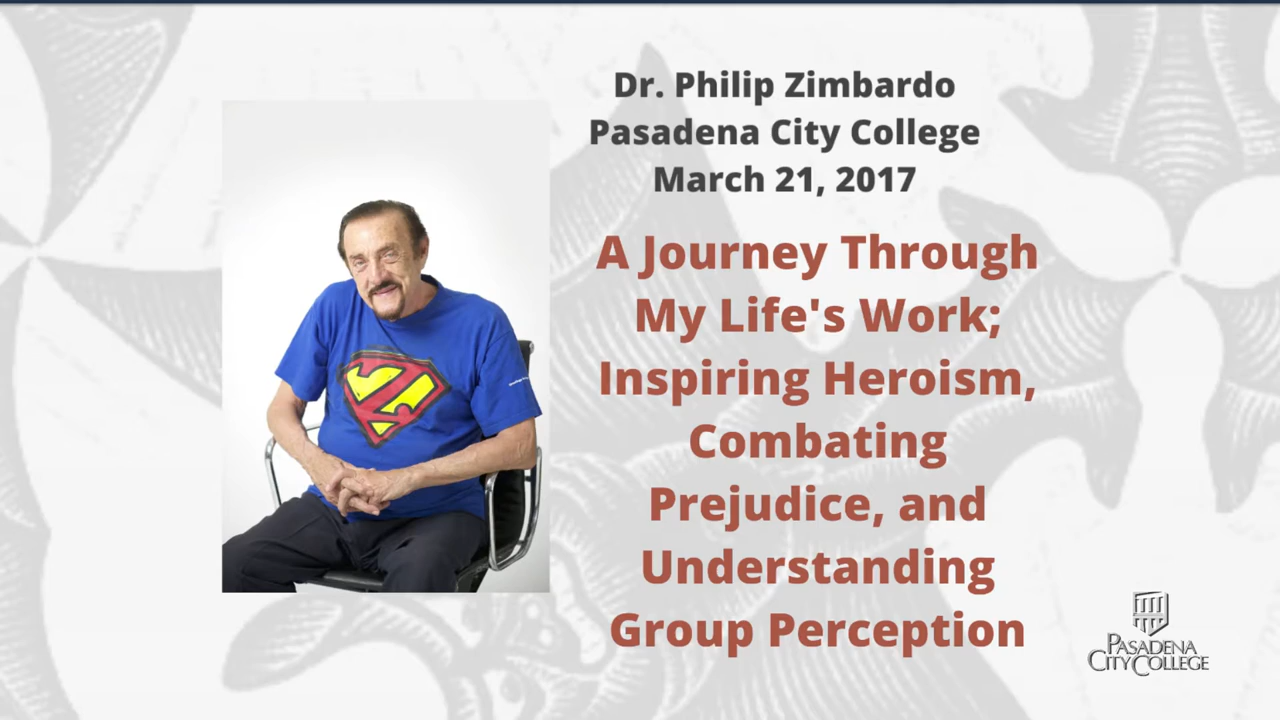 Dr. Philip Zimbardo
Pasadena City College
March 21, 2017
A Journey Through
My Life's Work;
Inspiring Heroism,
Combating
Prejudice, and
Understanding
Group Perception
Z
PASADENA
CITY COLLEGE